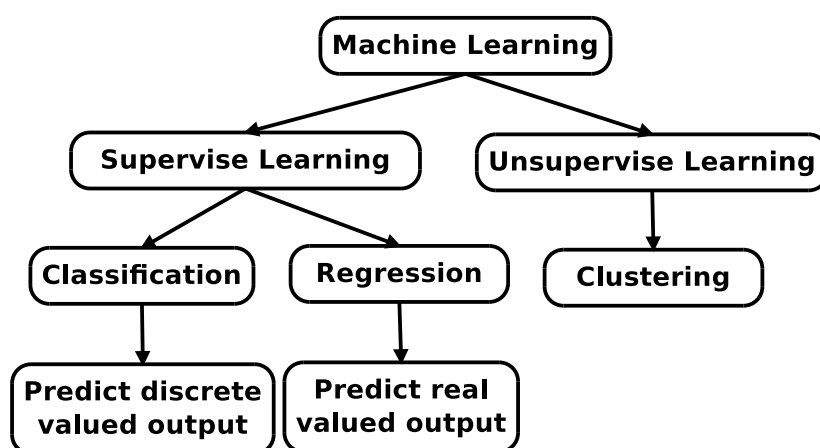 Machine Learning
Supervise Learning
Unsupervise Learning
Classification
Regression
Clustering
Predict discrete
valued output
Predict real
valued output